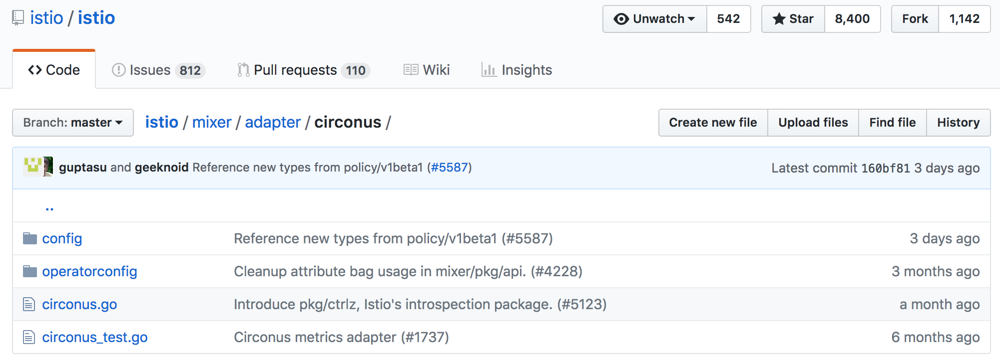 istio / istio Unwatch 542 Star 8,400 Fork 1,142
Code Issues 812 Pull requests 110 Wiki Insights
Branch: master istio / mixer / adapter / circonus / Create new file Upload files Find file History
guptasu and geeknoid Reference new types from policy/v1beta1 (#5587) Latest commit 160bf81 3 days ago
..
config Reference new types from policy/v1beta1 (#5587) 3 days ago
operatorconfig Cleanup attribute bag usage in mixer/pkg/api. (#4228) 3 months ago
circonus.go Introduce pkg/ctrlz, Istio's introspection package. (#5123) a month ago
circonus_test.go Circonus metrics adapter (#1737) 6 months ago